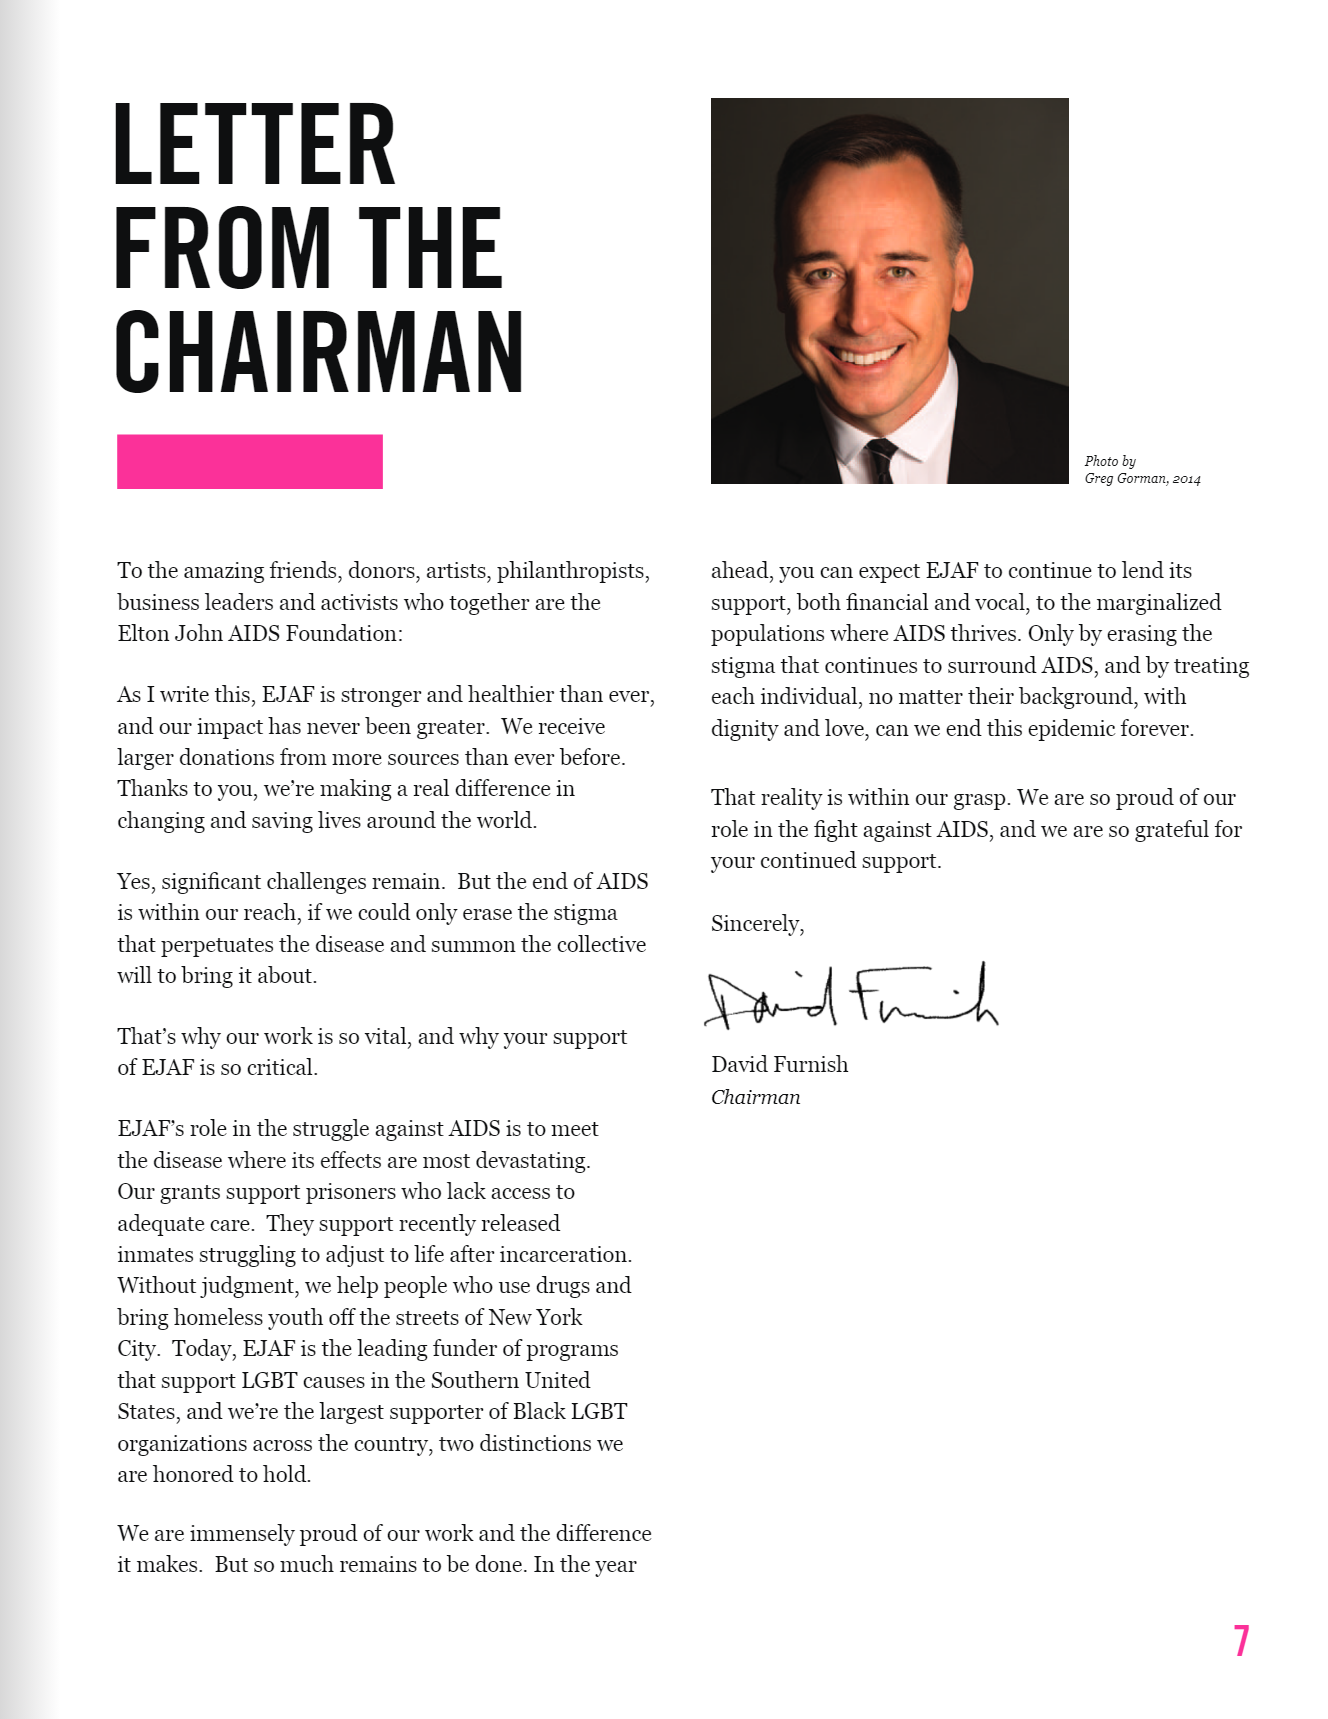 LETTER
FROM THE
CHAIRMAN
Photo by
Greg Gorman, 2014
To the amazing friends, donors, artists, philanthropists,
business leaders and activists who together are the
Elton John AIDS Foundation:
As I write this, EJAF is stronger and healthier than ever,
and our impact has never been greater.  We receive
larger donations from more sources than ever before.
Thanks to you, we’re making a real difference in
changing and saving lives around the world.
Yes, significant challenges remain.  But the end of AIDS
is within our reach, if we could only erase the stigma
that perpetuates the disease and summon the collective
will to bring it about.
That’s why our work is so vital, and why your support
of EJAF is so critical.
EJAF’s role in the struggle against AIDS is to meet
the disease where its effects are most devastating.
Our grants support prisoners who lack access to
adequate care.  They support recently released
inmates struggling to adjust to life after incarceration.
Without judgment, we help people who use drugs and
bring homeless youth off the streets of New York
City.  Today, EJAF is the leading funder of programs
that support LGBT causes in the Southern United
States, and we’re the largest supporter of Black LGBT
organizations across the country, two distinctions we
are honored to hold.
We are immensely proud of our work and the difference
it makes.  But so much remains to be done. In the year
ahead, you can expect EJAF to continue to lend its
support, both financial and vocal, to the marginalized
populations where AIDS thrives. Only by erasing the
stigma that continues to surround AIDS, and by treating
each individual, no matter their background, with
dignity and love, can we end this epidemic forever.
That reality is within our grasp. We are so proud of our
role in the fight against AIDS, and we are so grateful for
your continued support.
Sincerely,
David Furnish
David Furnish
Chairman
7